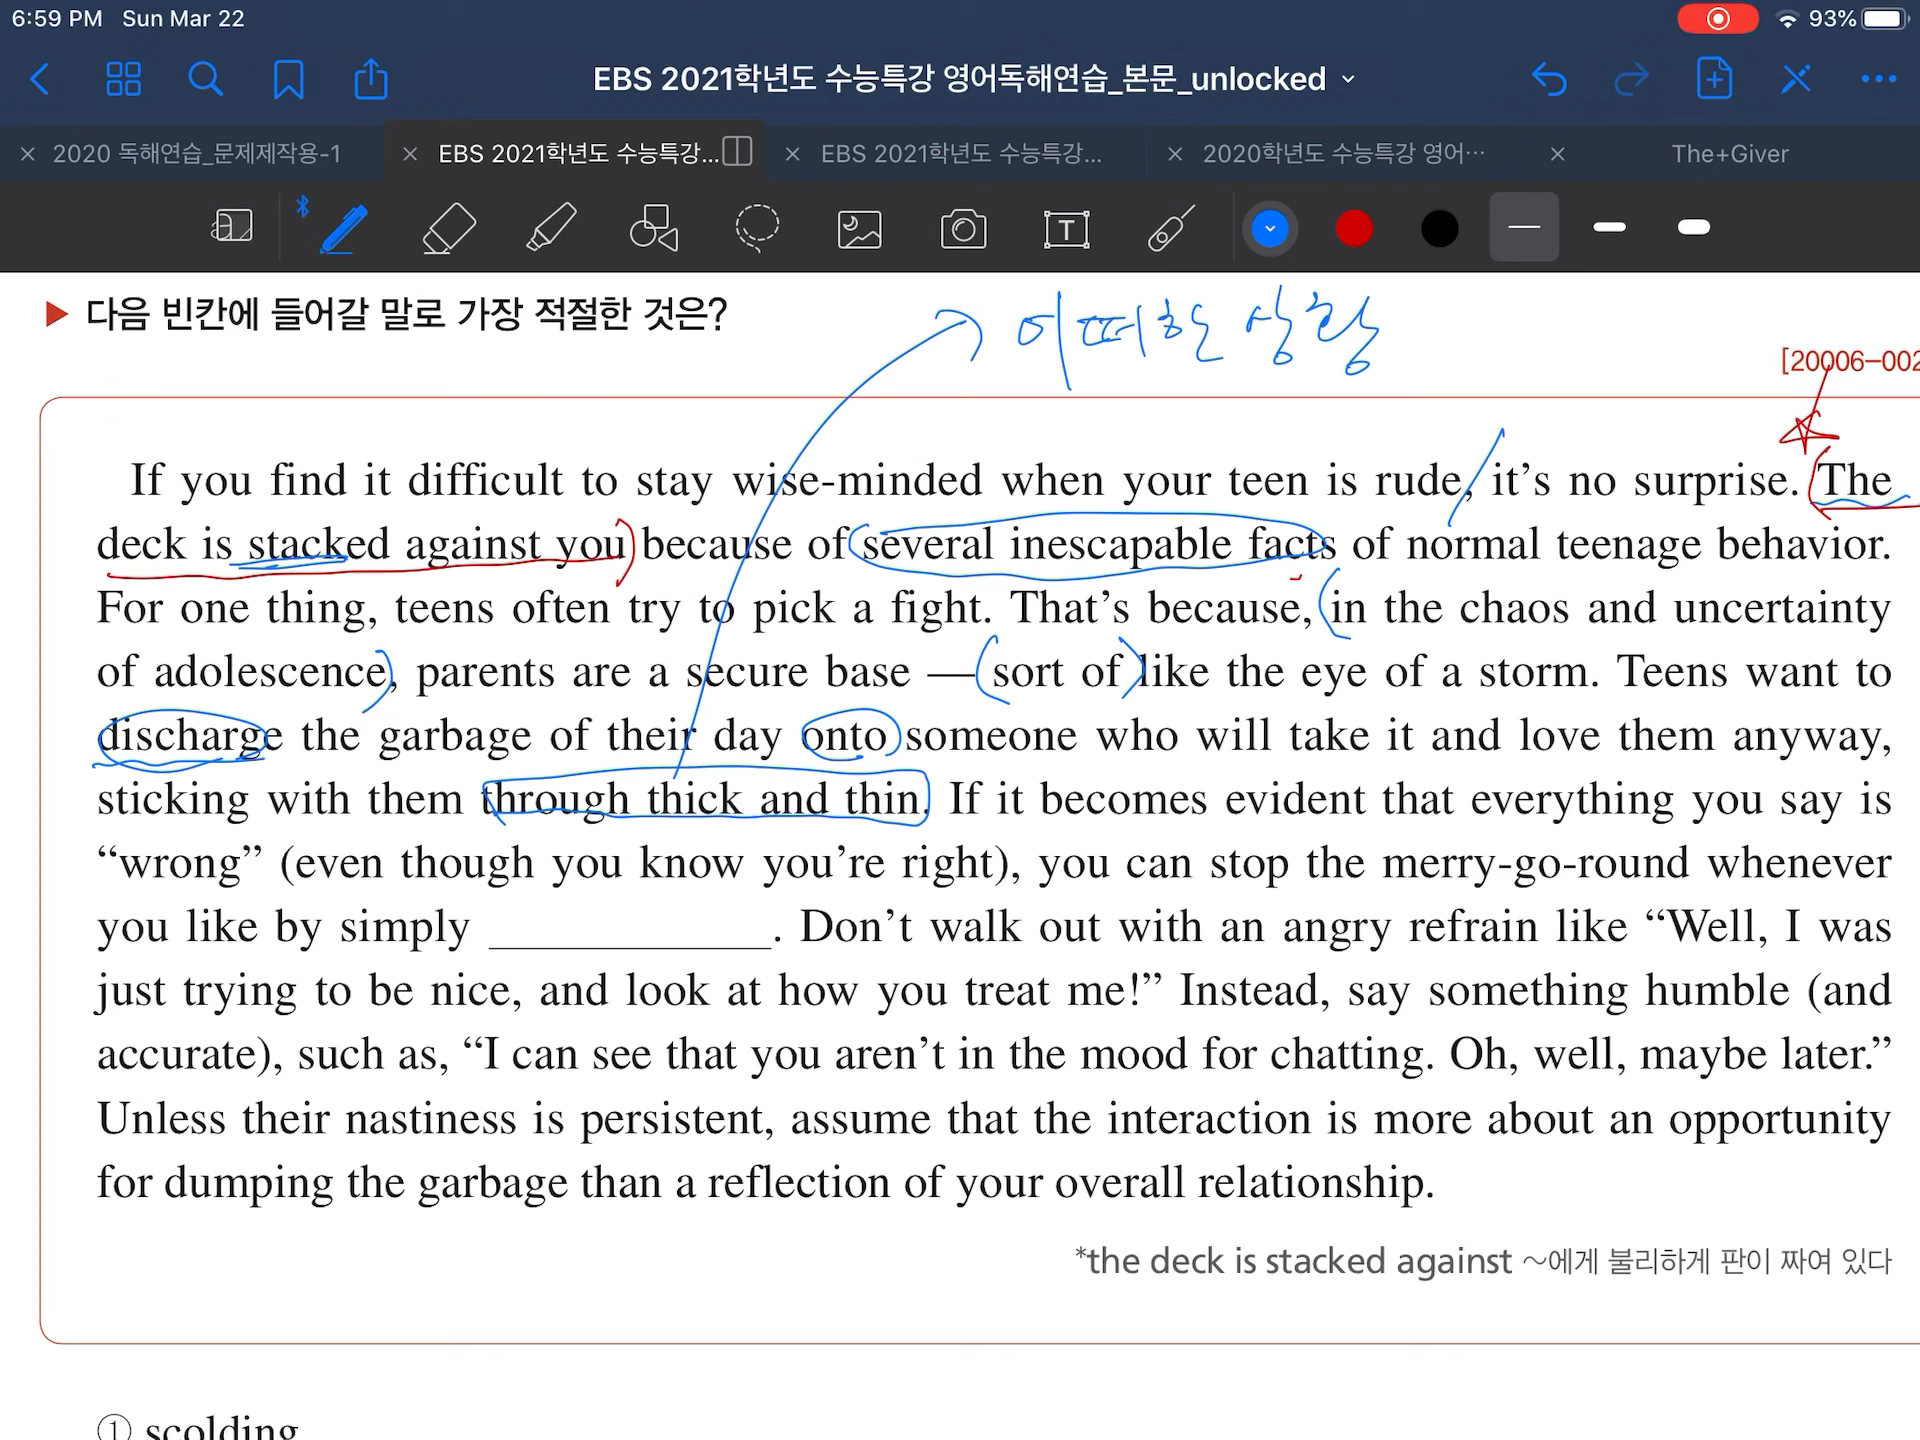 6:59 PM Sun Mar 22
93%
EBS 2021학년도 수능특강 영어독해연습_본문_unlocked
2020 독해연습_문제제작용-1
EBS 2021학년도 수능특강...
EBS 2021학년도 수능특강...
2020학년도 수능특강 영어...
The+Giver
T
▶ 다음 빈칸에 들어갈 말로 가장 적절한 것은?
어떠한 상황
[20006-002
If you find it difficult to stay wise-minded when your teen is rude, it's no surprise. The
deck is stacked against you because of several inescapable facts of normal teenage behavior.
For one thing, teens often try to pick a fight. That's because, in the chaos and uncertainty
of adolescence, parents are a secure base — sort of like the eye of a storm. Teens want to
discharge the garbage of their day onto someone who will take it and love them anyway,
sticking with them through thick and thin. If it becomes evident that everything you say is
“wrong” (even though you know you're right), you can stop the merry-go-round whenever
you like by simply ____________. Don't walk out with an angry refrain like “Well, I was
just trying to be nice, and look at how you treat me!” Instead, say something humble (and
accurate), such as, “I can see that you aren't in the mood for chatting. Oh, well, maybe later.”
Unless their nastiness is persistent, assume that the interaction is more about an opportunity
for dumping the garbage than a reflection of your overall relationship.
*the deck is stacked against ~에게 불리하게 판이 짜여 있다
① scolding